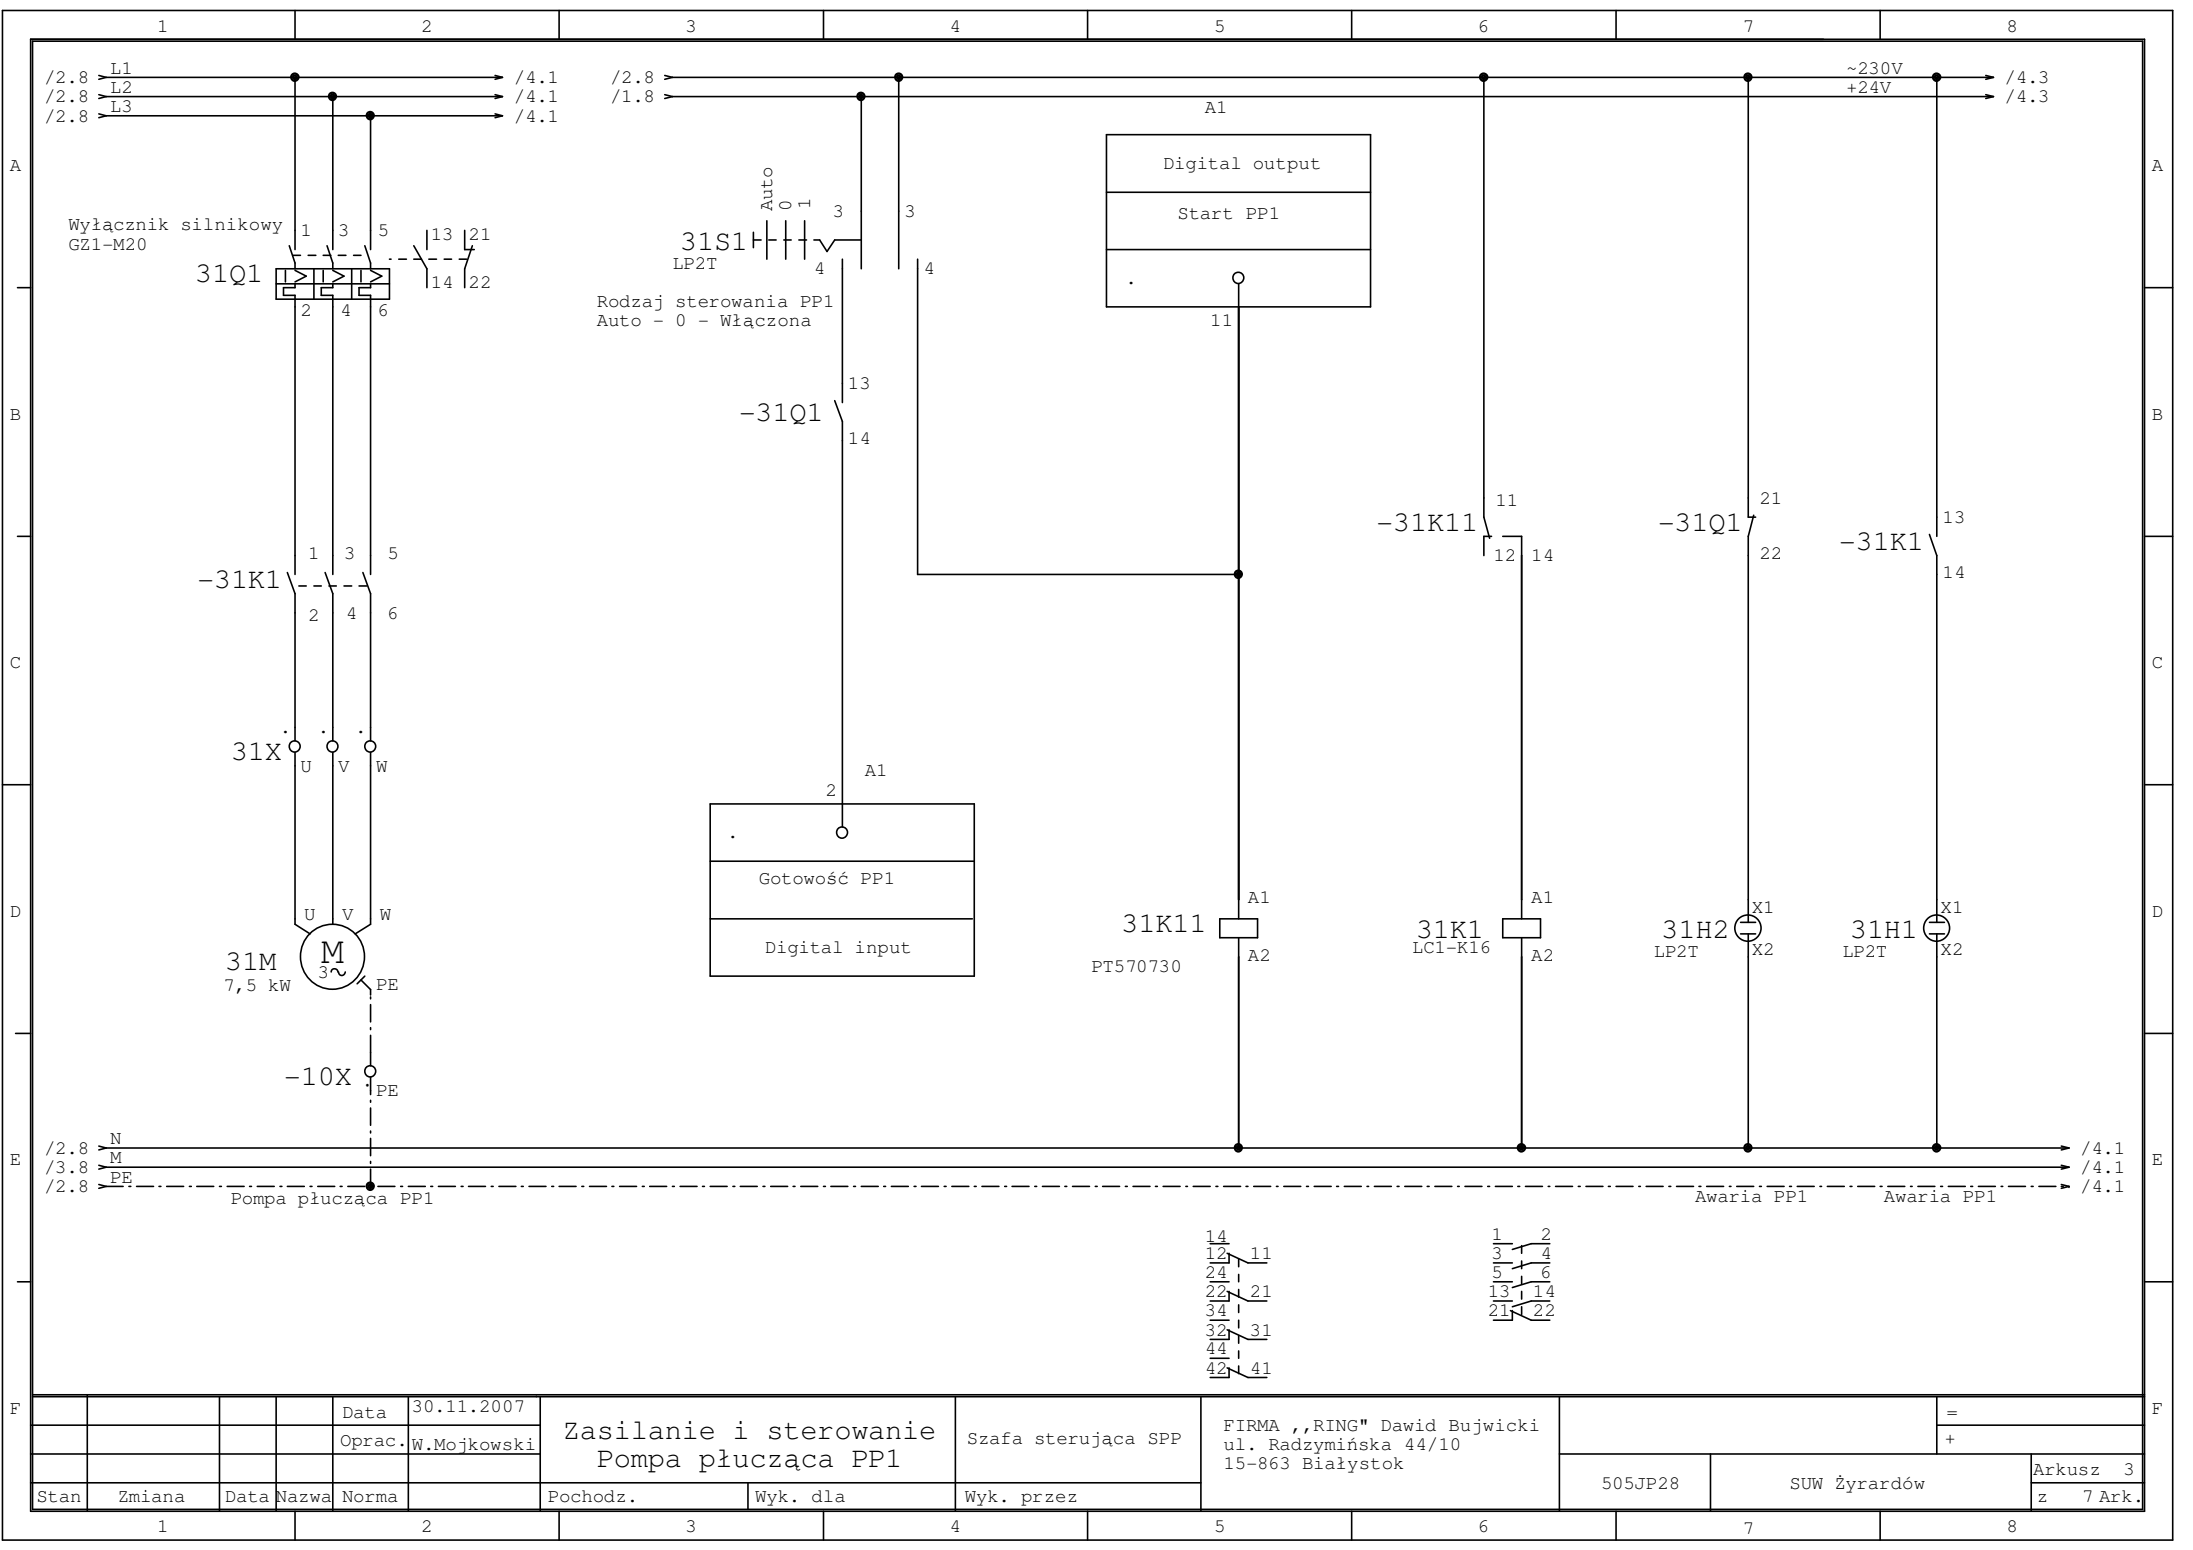 1 2 3 4 5 6 7 8
/2.8 L1 /4.1
/2.8 L2 /4.1
/2.8 L3 /4.1
/2.8 ~230V /4.3
/1.8 +24V /4.3
A1
A A
Digital output
Start PP1
.
11
Auto
0
1
3 3
31S1
LP2T
4 4
Rodzaj sterowania PP1
Auto - 0 - Włączona
Wyłącznik silnikowy
GZ1-M20
1 3 5 13 21
31Q1
14 22
2 4 6
B B
13
-31Q1
14
11
-31K11
12 14
21
-31Q1
22
13
-31K1
14
1 3 5
-31K1
2 4 6
C C
. . .
31X
U V W
A1
2
.
Gotowość PP1
Digital input
D D
U V W
M
3~
31M
7,5 kW
PE
A1
31K11
A2
PT570730
A1
31K1
LC1-K16
A2
X1
31H2
LP2T
X2
X1
31H1
LP2T
X2
-10X
.
PE
E E
/2.8 N /4.1
/3.8 M /4.1
/2.8 PE /4.1
Pompa płucząca PP1
Awaria PP1
Awaria PP1
14
12 11
24
22 21
34
32 31
44
42 41
1 2
3 4
5 6
13 14
21 22
F F
Data 30.11.2007
Oprac. W.Mojkowski
Stan Zmiana Data Nazwa Norma
Zasilanie i sterowanie
Pompa płucząca PP1
Pochodz. Wyk. dla
Szafa sterująca SPP
Wyk. przez
FIRMA ,,RING" Dawid Bujwicki
ul. Radzymińska 44/10
15-863 Białystok
505JP28
SUW Żyrardów
=
+
Arkusz 3
z 7 Ark.
1 2 3 4 5 6 7 8